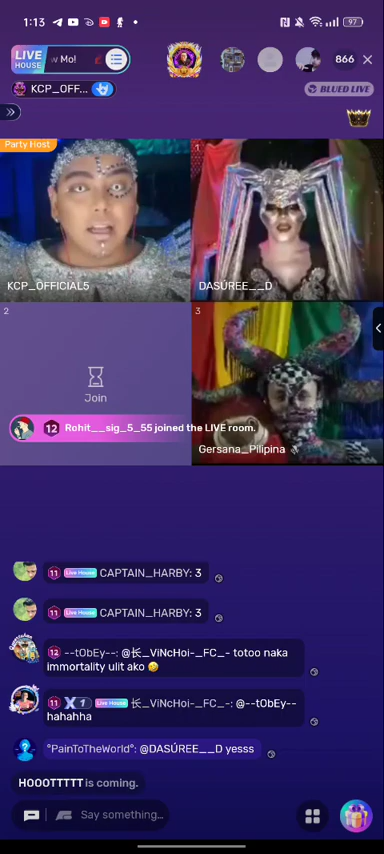 1:13
97
LIVE
HOUSE
w Mo!
866
KCP_OFF...
BLUED LIVE
Party Host
1
KCP_OFFICIAL5
DASÚREE__D
2
3
Join
12 Rohit__sig_5_55 joined the LIVE room.
Gersana_Pilipina
11 Live House CAPTAIN_HARBY: 3
11 Live House CAPTAIN_HARBY: 3
12 --tObEy--: @长_ViNcHoi-_FC_- totoo naka
immortality ulit ako 🤣
11 X 1 Live House 长_ViNcHoi-_FC_-: @--tObEy--
hahahha
°PainToTheWorld°: @DASÚREE__D yesss
HOOOTTTTT is coming.
Say something...